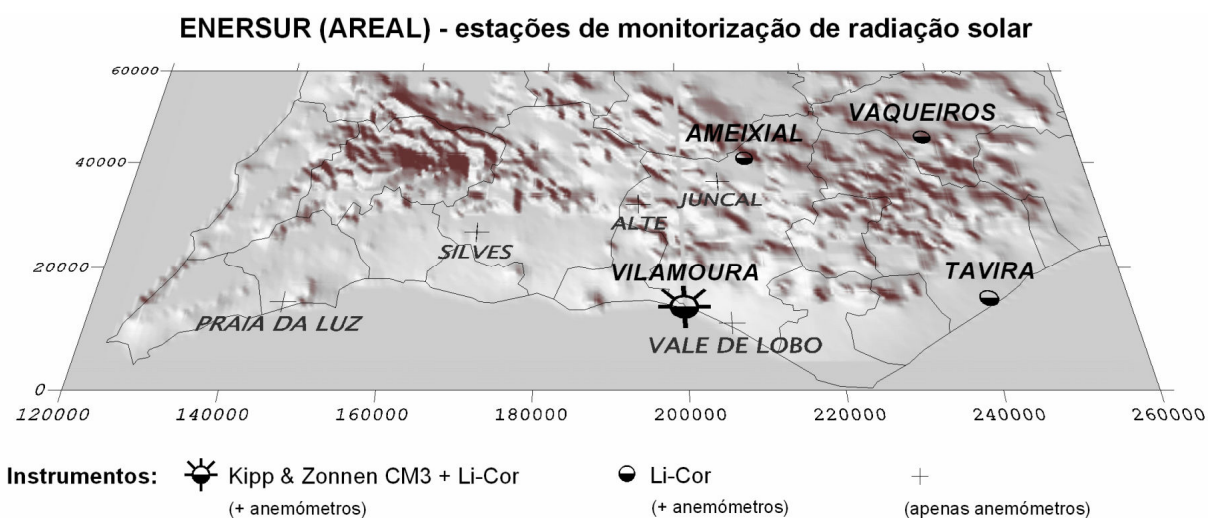 ENERSUR (AREAL) - estações de monitorização de radiação solar
60000
VAQUEIROS
AMEIXIAL
40000
JUNCAL
ALTE
SILVES
20000
VILAMOURA
TAVIRA
PRAIA DA LUZ
VALE DE LOBO
0
120000 140000 160000 180000 200000 220000 240000 260000
Instrumentos: Kipp & Zonnen CM3 + Li-Cor Li-Cor
(+ anemómetros) (+ anemómetros) (apenas anemómetros)